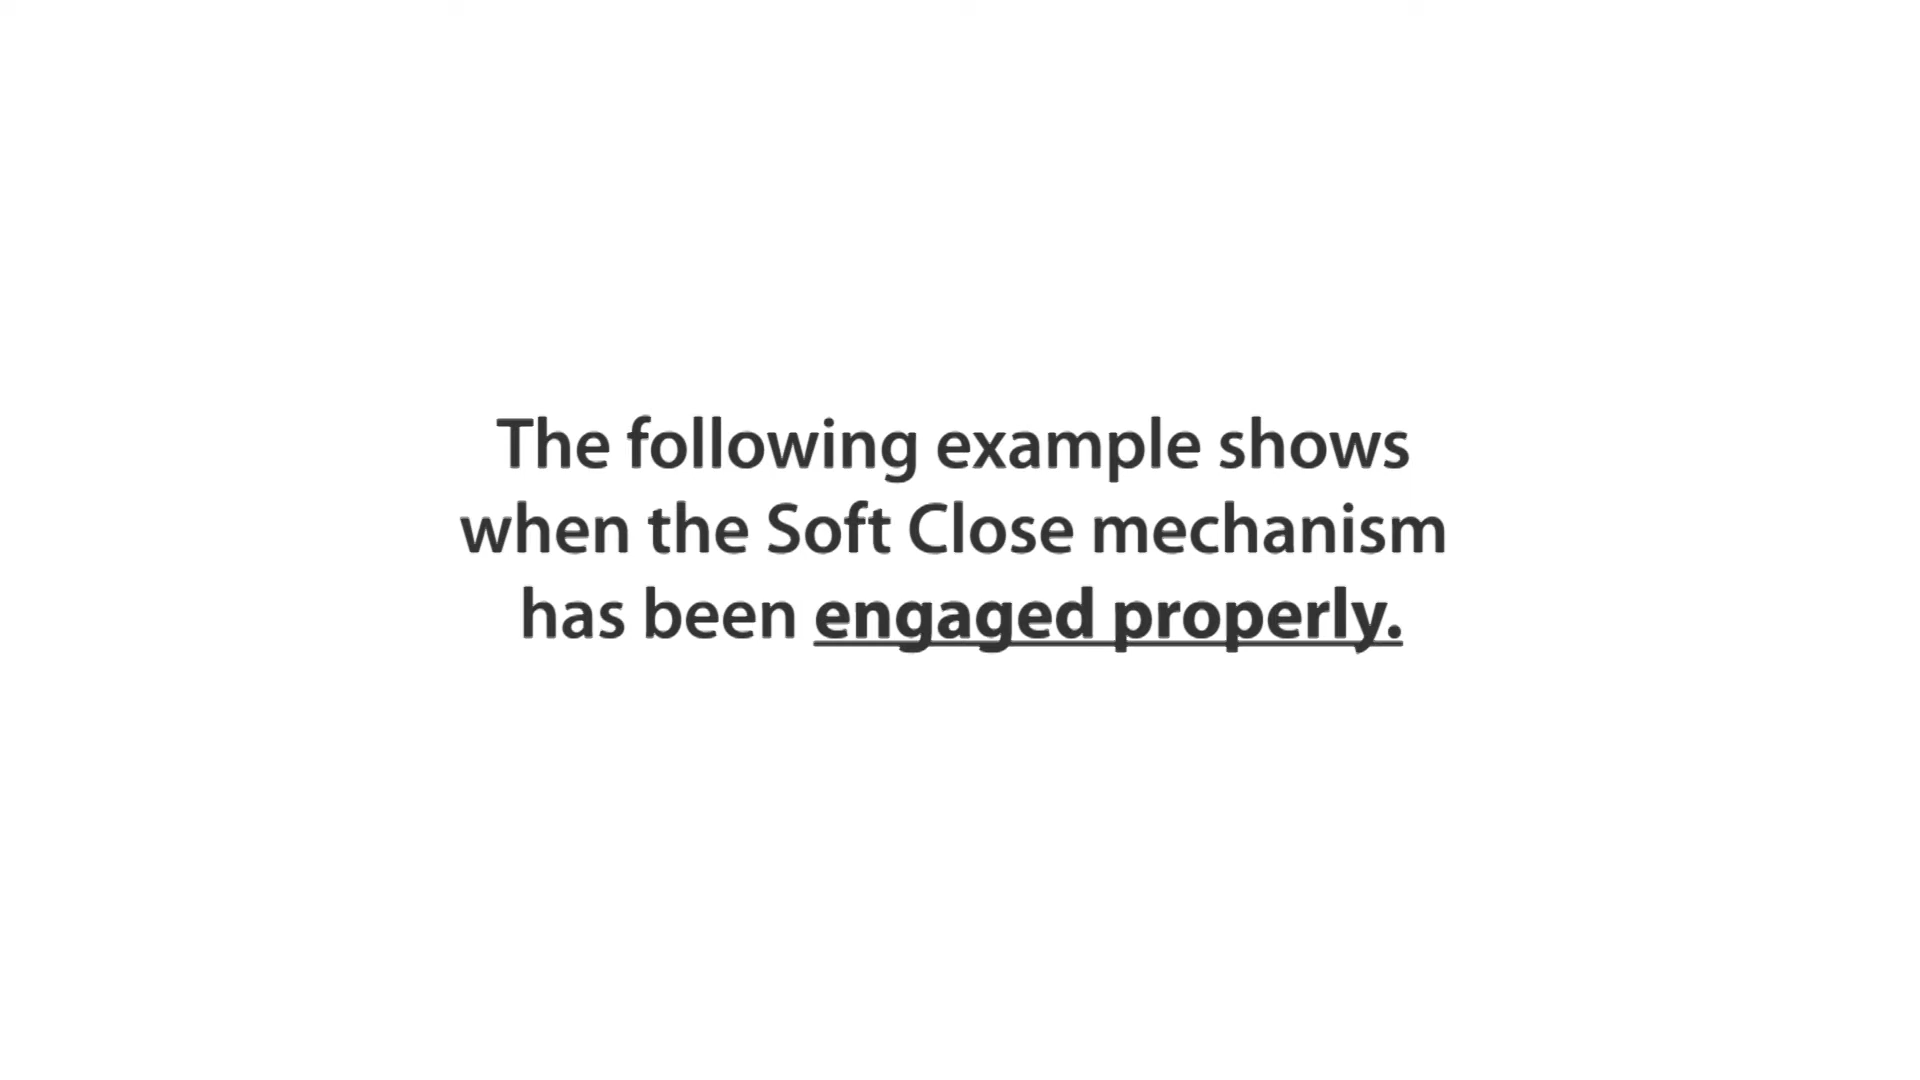 The following example shows
when the Soft Close mechanism
has been engaged properly.